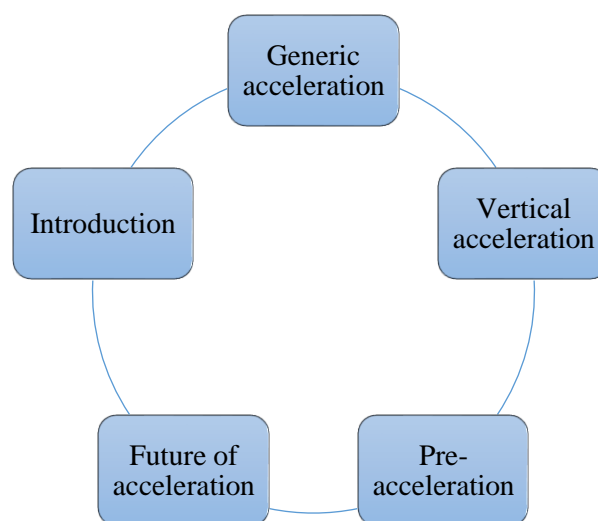 Generic
acceleration
Introduction
Vertical
acceleration
Future of
acceleration
Pre-
acceleration